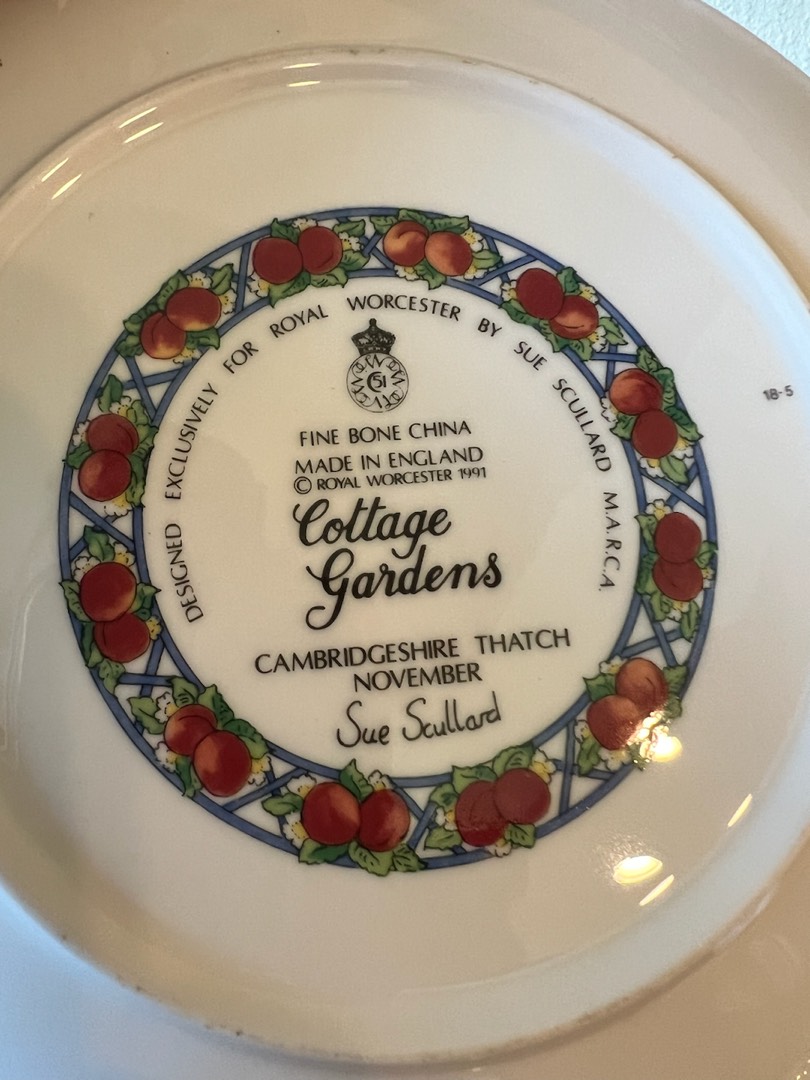 DESIGNED EXCLUSIVELY FOR ROYAL WORCESTER BY SUE SCULLARD M.A.R.C.A.
51
FINE BONE CHINA
MADE IN ENGLAND
© ROYAL WORCESTER 1991
Cottage
Gardens
CAMBRIDGESHIRE THATCH
NOVEMBER
Sue Scullard
18-5